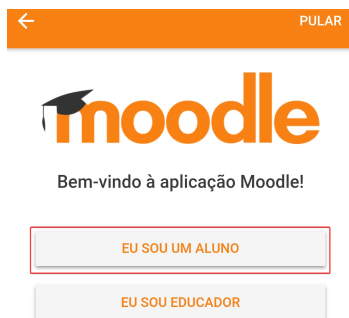 PULAR
moodle
Bem-vindo à aplicação Moodle!
EU SOU UM ALUNO
EU SOU EDUCADOR